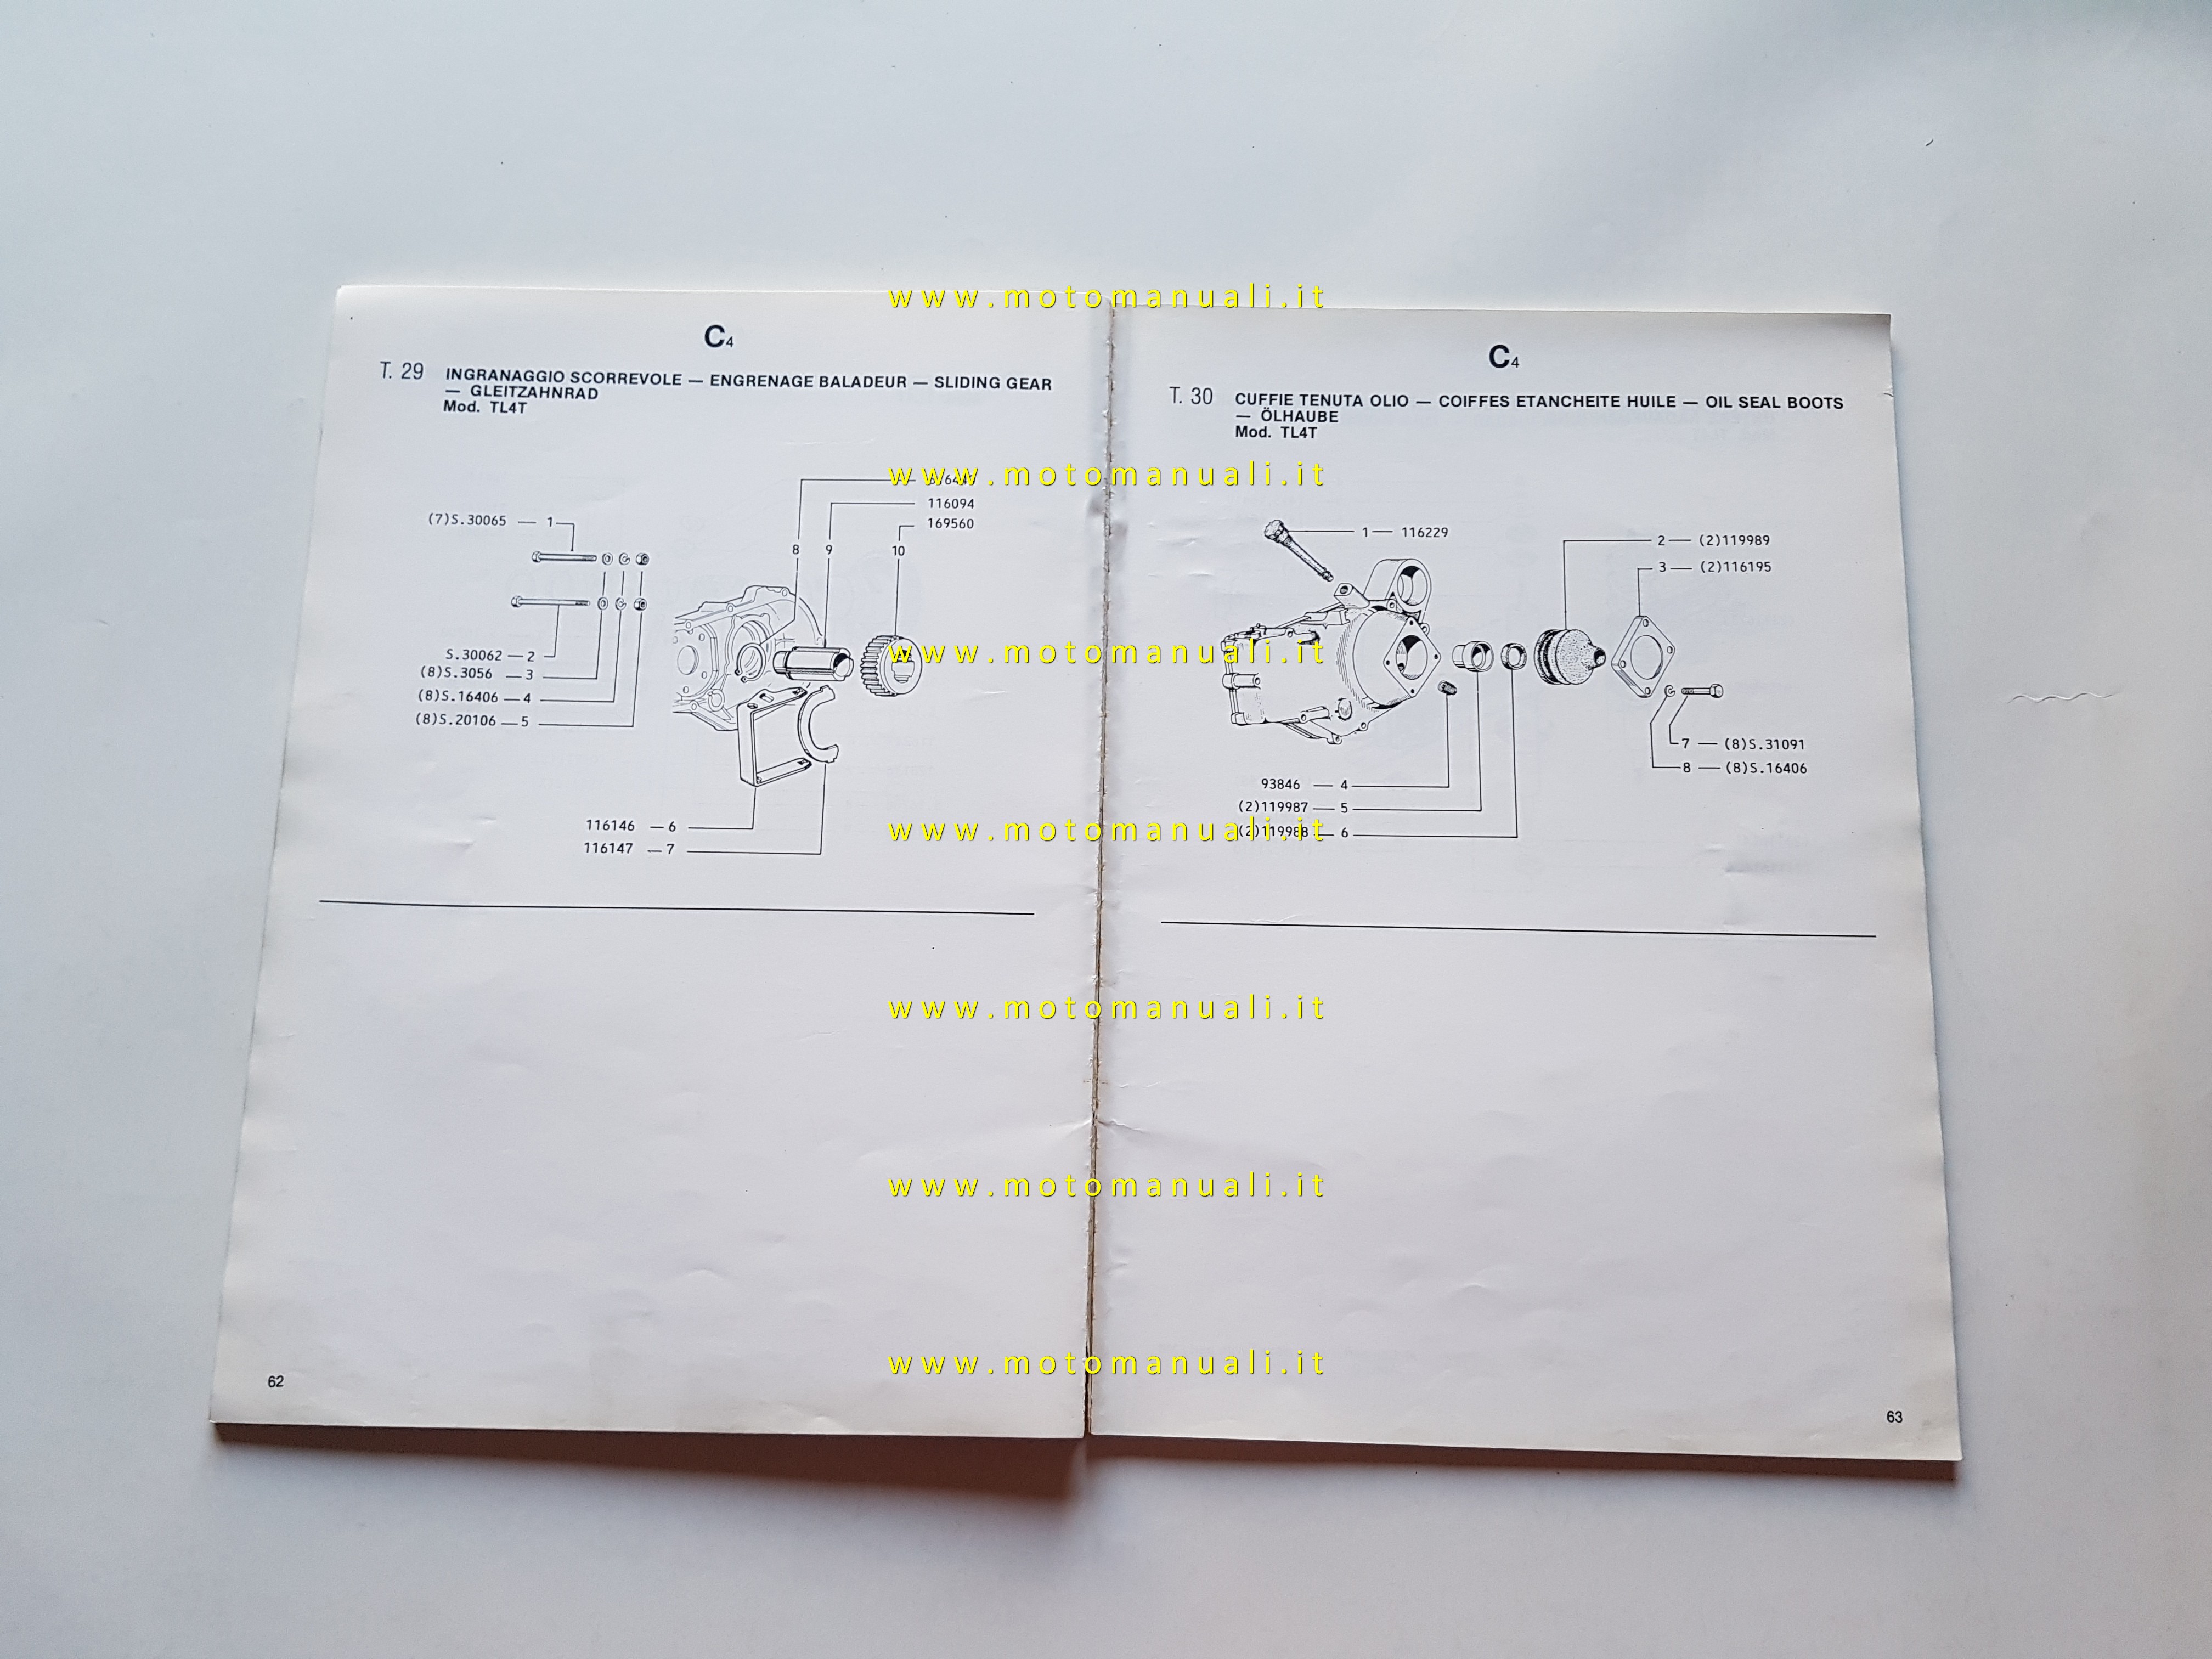 C4
T. 29 INGRANAGGIO SCORREVOLE — ENGRENAGE BALADEUR — SLIDING GEAR
— GLEITZAHNRAD
Mod. TL4T
116094
169560
(7)S.30065 — 1
8 9 10
S.30062 — 2
(8)S.3056 — 3
(8)S.16406 — 4
(8)S.20106 — 5
116146 — 6
116147 — 7
62
C4
T. 30 CUFFIE TENUTA OLIO — COIFFES ETANCHEITE HUILE — OIL SEAL BOOTS
— ÖLHAUBE
Mod. TL4T
1 — 116229
2 — (2)119989
3 — (2)116195
7 — (8)S.31091
8 — (8)S.16406
93846 — 4
(2)119987 — 5
(2)119988 — 6
63
www.motomanuali.it
www.motomanuali.it
www.motomanuali.it
www.motomanuali.it
www.motomanuali.it
www.motomanuali.it
www.motomanuali.it